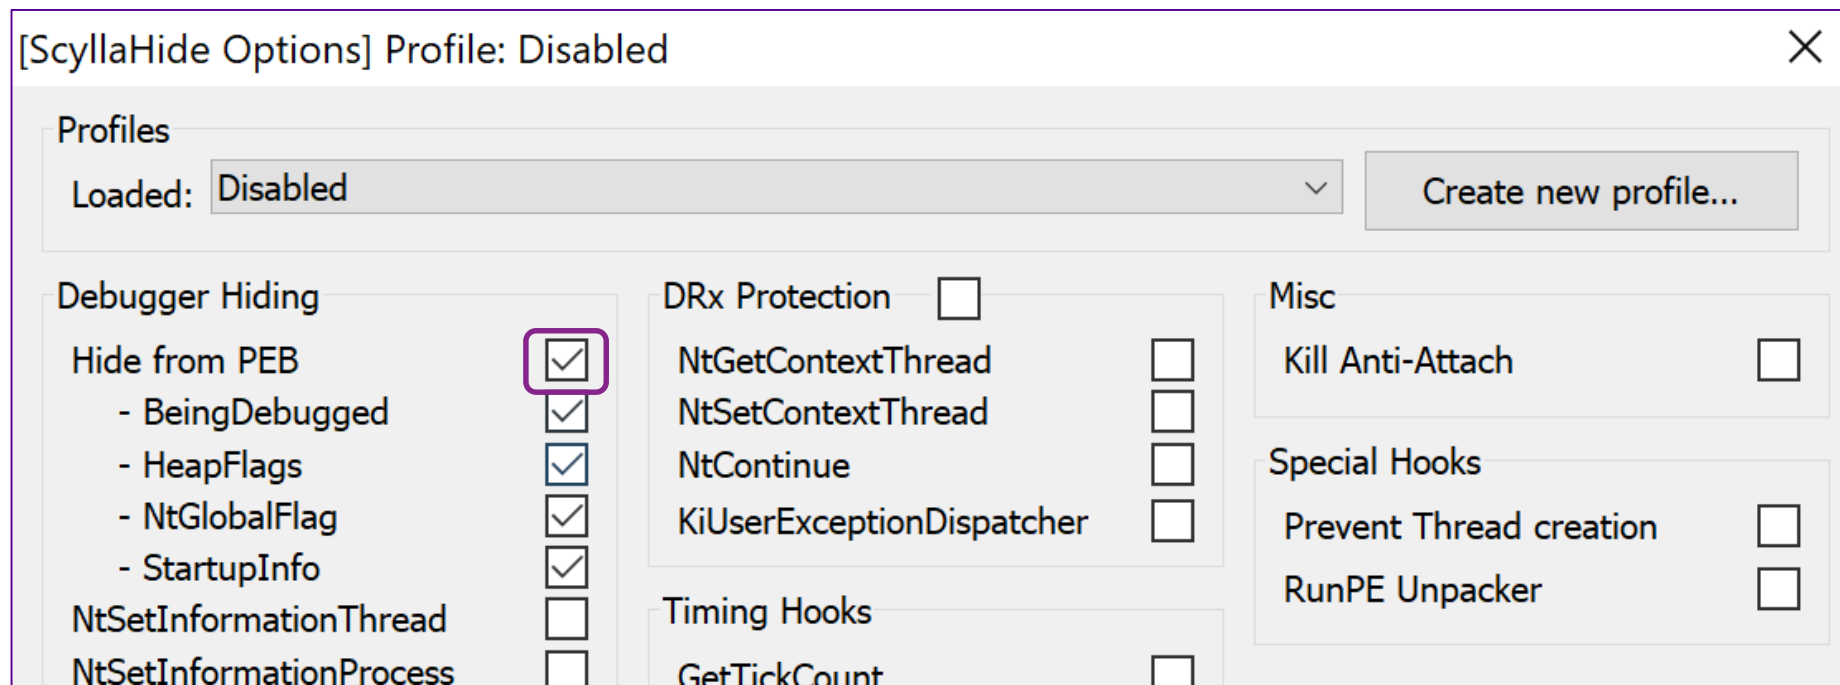 [ScyllaHide Options] Profile: Disabled
Profiles
Loaded: Disabled
Create new profile...
Debugger Hiding
Hide from PEB
- BeingDebugged
- HeapFlags
- NtGlobalFlag
- StartupInfo
NtSetInformationThread
NtSetInformationProcess
DRx Protection
NtGetContextThread
NtSetContextThread
NtContinue
KiUserExceptionDispatcher
Timing Hooks
GetTickCount
Misc
Kill Anti-Attach
Special Hooks
Prevent Thread creation
RunPE Unpacker